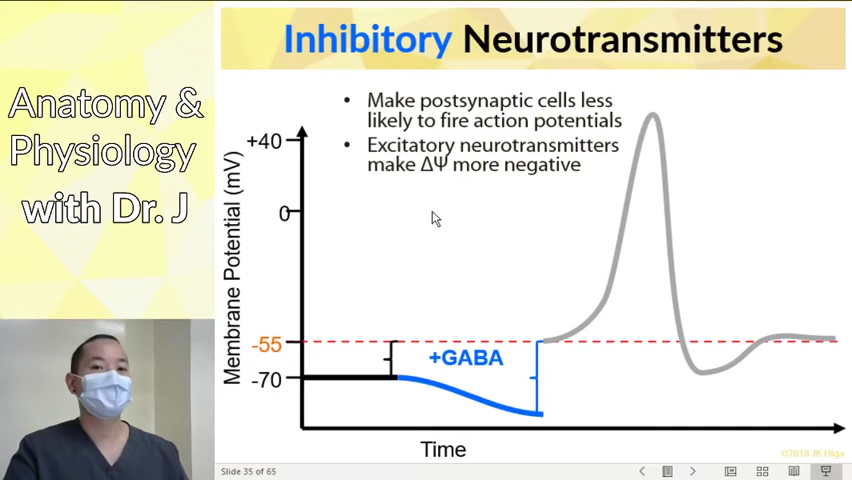 Anatomy &
Physiology
with Dr. J
Inhibitory Neurotransmitters
• Make postsynaptic cells less
likely to fire action potentials
• Excitatory neurotransmitters
make ΔΨ more negative
Membrane Potential (mV)
+40
0
-55
-70
+GABA
Time
©2018 JK Higa
Slide 35 of 65